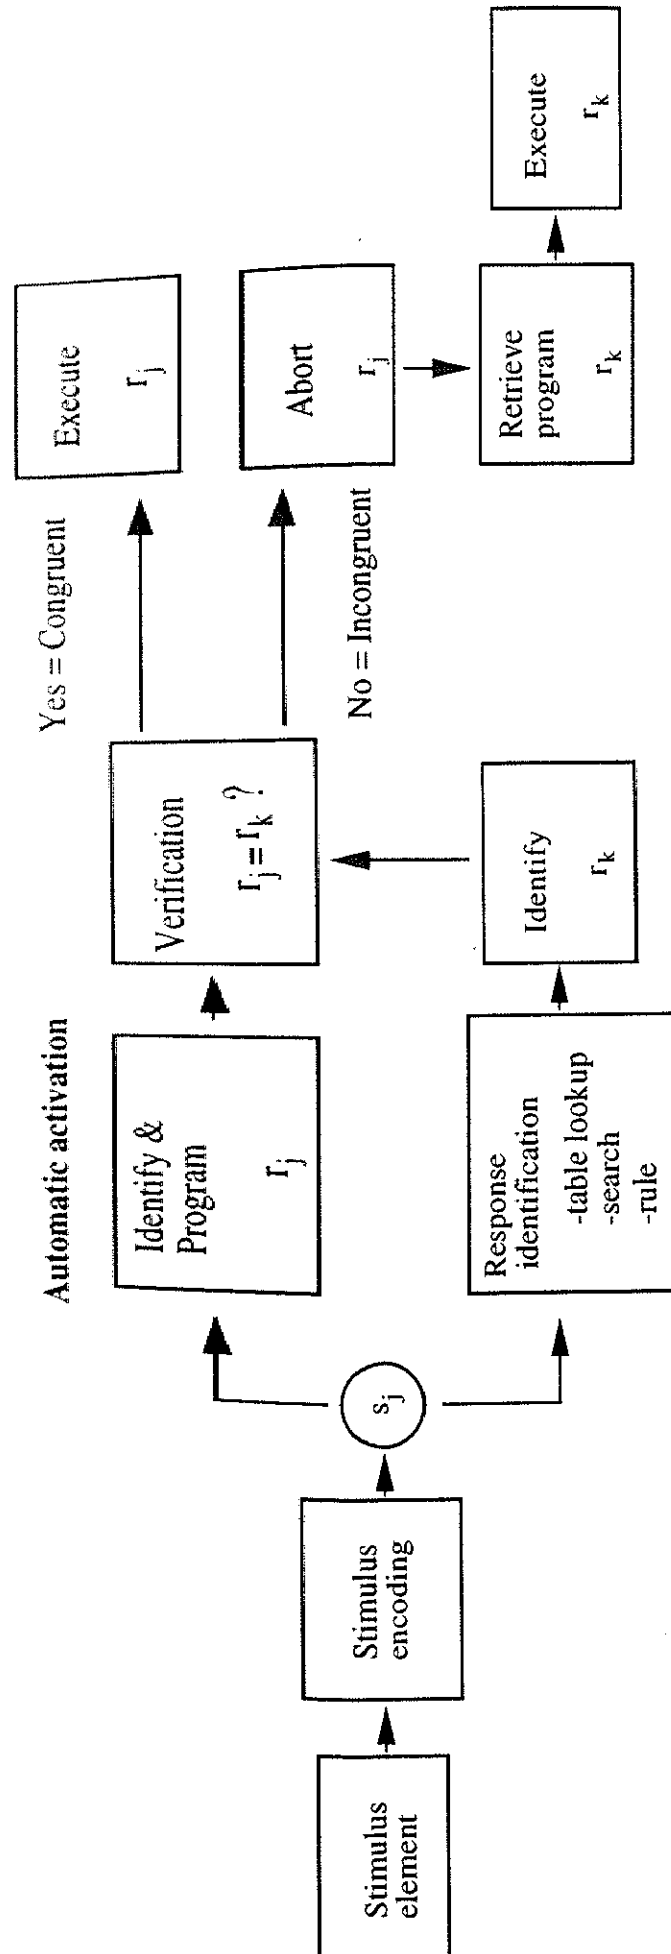 Stimulus
element
Stimulus
encoding
s_j
Automatic activation
Identify &
Program
r_j
Response
identification
-table lookup
-search
-rule
Verification
r_j = r_k ?
Identify
r_k
Yes = Congruent
No = Incongruent
Execute
r_j
Abort
r_j
Retrieve
program
r_k
Execute
r_k